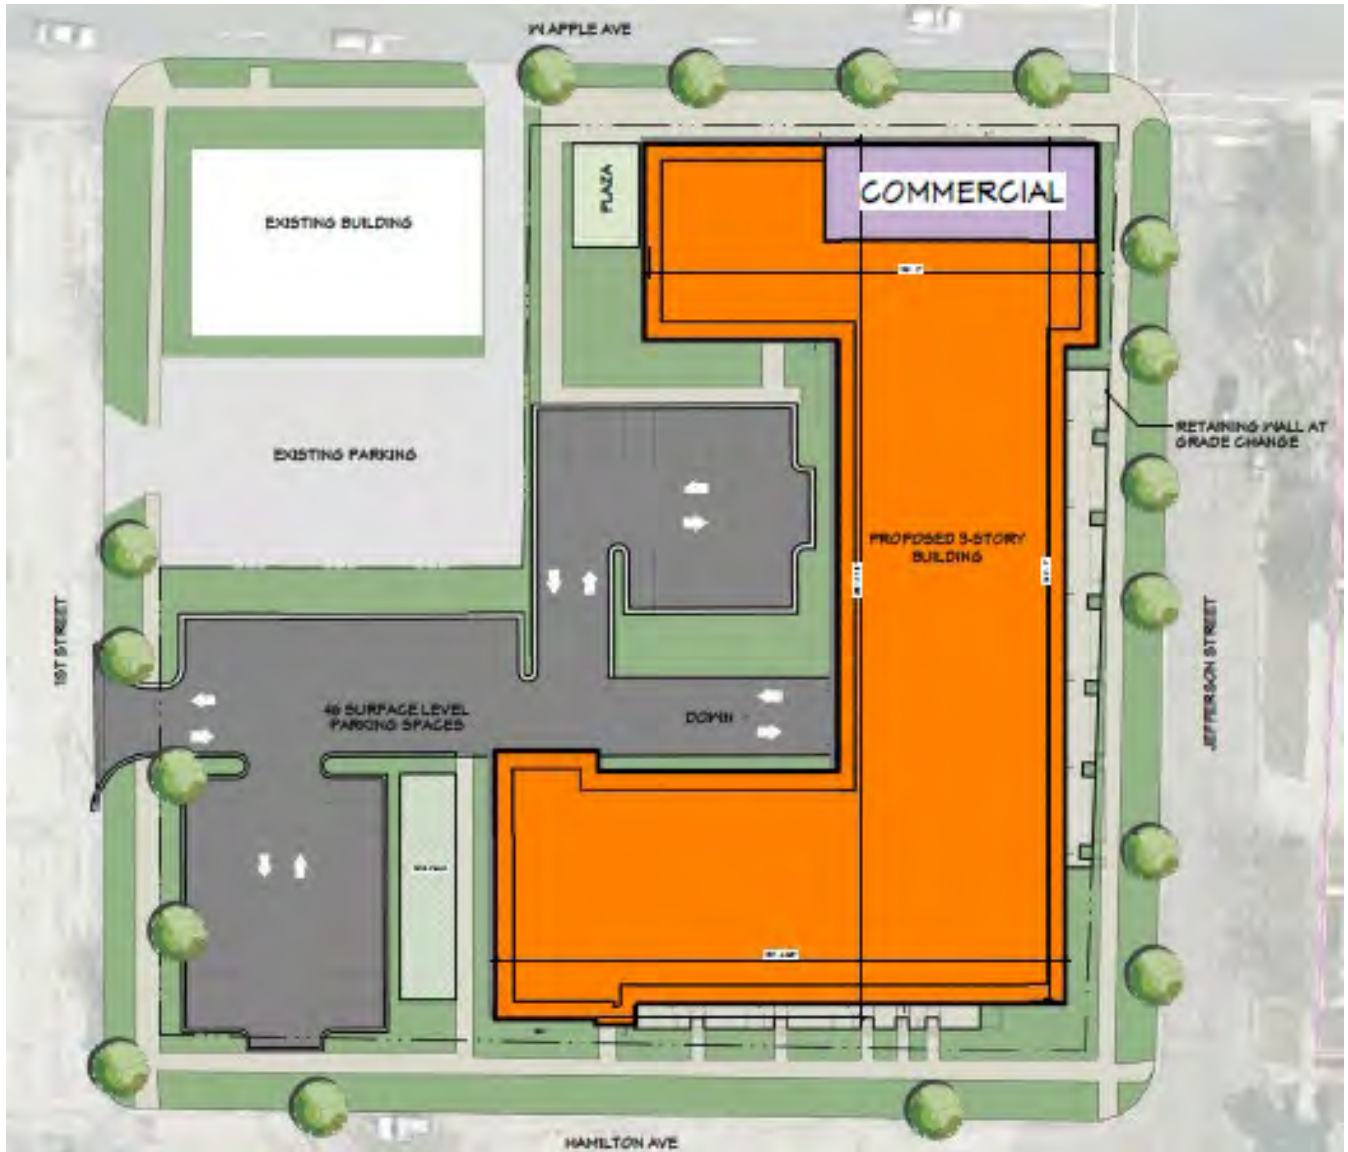 W APPLE AVE
PLAZA
COMMERCIAL
EXISTING BUILDING
EXISTING PARKING
RETAINING WALL AT
GRADE CHANGE
PROPOSED 3-STORY
BUILDING
1ST STREET
JEFFERSON STREET
46 SURFACE LEVEL
PARKING SPACES
DOWN
HAMILTON AVE